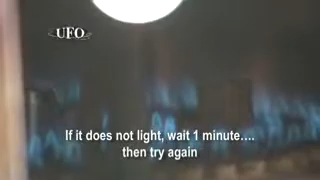 UFO
If it does not light, wait 1 minute....
then try again